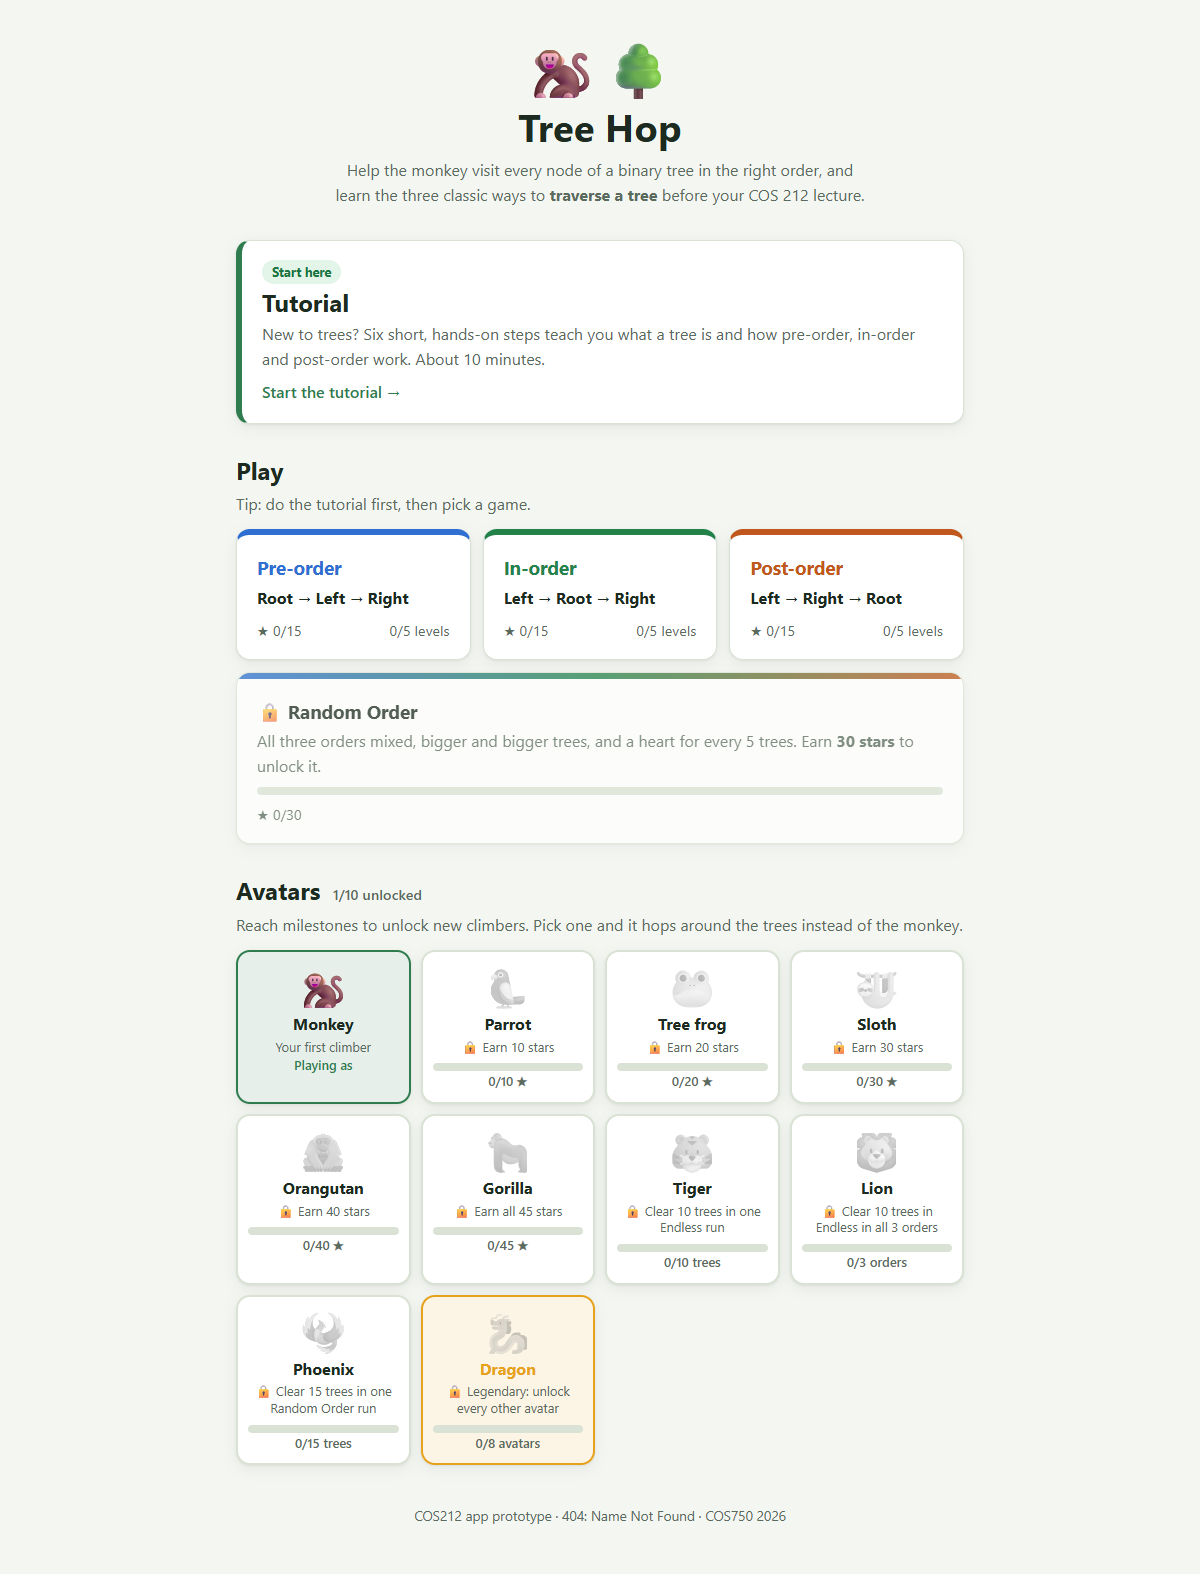 Tree Hop
Help the monkey visit every node of a binary tree in the right order, and
learn the three classic ways to traverse a tree before your COS 212 lecture.
Start here
Tutorial
New to trees? Six short, hands-on steps teach you what a tree is and how pre-order, in-order
and post-order work. About 10 minutes.
Start the tutorial →
Play
Tip: do the tutorial first, then pick a game.
Pre-order
Root → Left → Right
★ 0/15 0/5 levels
In-order
Left → Root → Right
★ 0/15 0/5 levels
Post-order
Left → Right → Root
★ 0/15 0/5 levels
🔒 Random Order
All three orders mixed, bigger and bigger trees, and a heart for every 5 trees. Earn 30 stars to
unlock it.
★ 0/30
Avatars 1/10 unlocked
Reach milestones to unlock new climbers. Pick one and it hops around the trees instead of the monkey.
Monkey
Your first climber
Playing as
Parrot
🔒 Earn 10 stars
0/10 ★
Tree frog
🔒 Earn 20 stars
0/20 ★
Sloth
🔒 Earn 30 stars
0/30 ★
Orangutan
🔒 Earn 40 stars
0/40 ★
Gorilla
🔒 Earn all 45 stars
0/45 ★
Tiger
🔒 Clear 10 trees in one
Endless run
0/10 trees
Lion
🔒 Clear 10 trees in
Endless in all 3 orders
0/3 orders
Phoenix
🔒 Clear 15 trees in one
Random Order run
0/15 trees
Dragon
🔒 Legendary: unlock
every other avatar
0/8 avatars
COS212 app prototype · 404: Name Not Found · COS750 2026